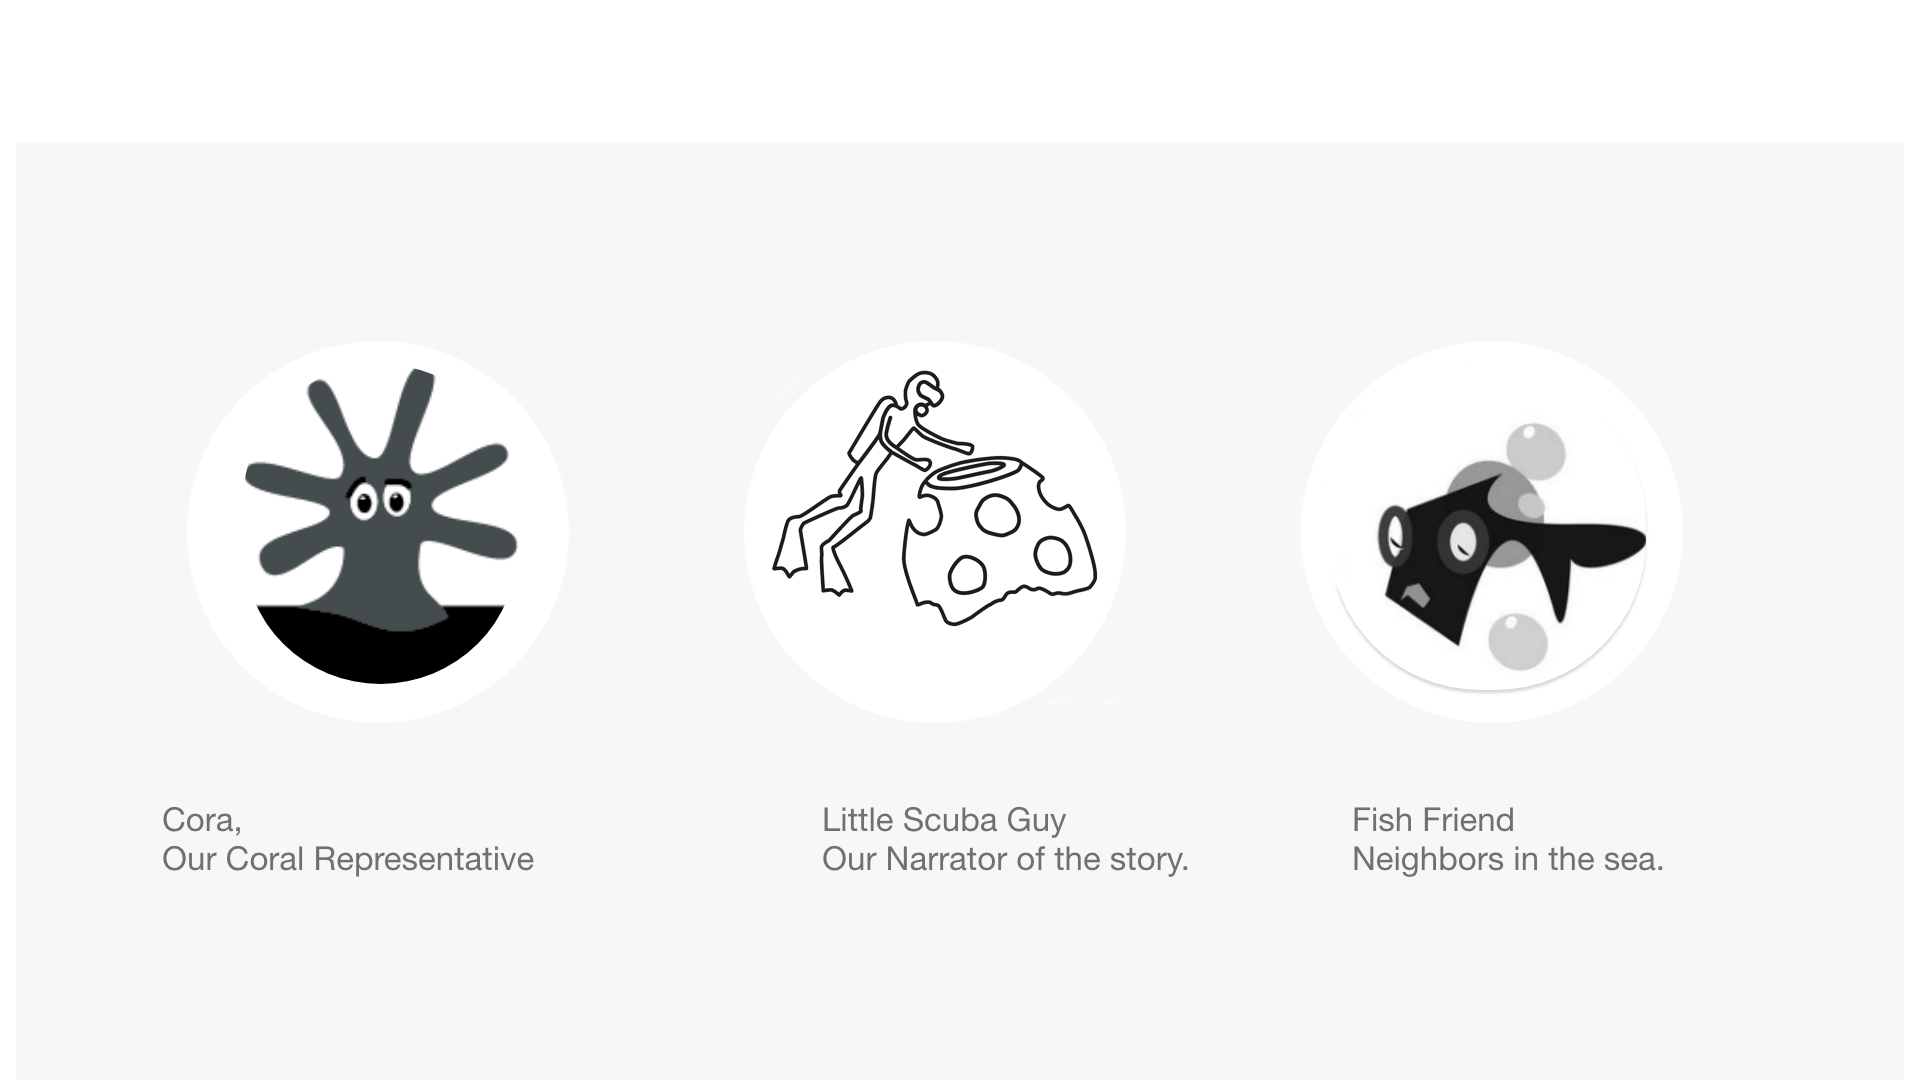 Cora,
Our Coral Representative
Little Scuba Guy
Our Narrator of the story.
Fish Friend
Neighbors in the sea.